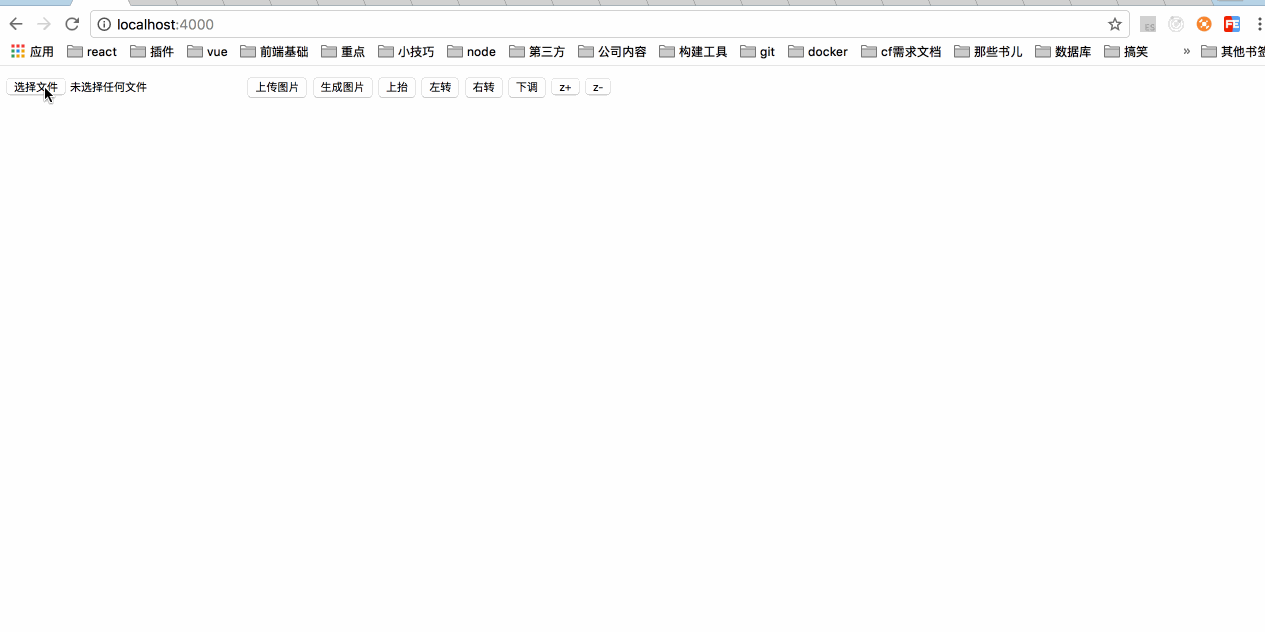 localhost:4000
应用 react 插件 vue 前端基础 重点 小技巧 node 第三方 公司内容 构建工具 git docker cf需求文档 那些书儿 数据库 搞笑 » 其他书签
选择文件 未选择任何文件 上传图片 生成图片 上抬 左转 右转 下调 z+ z-